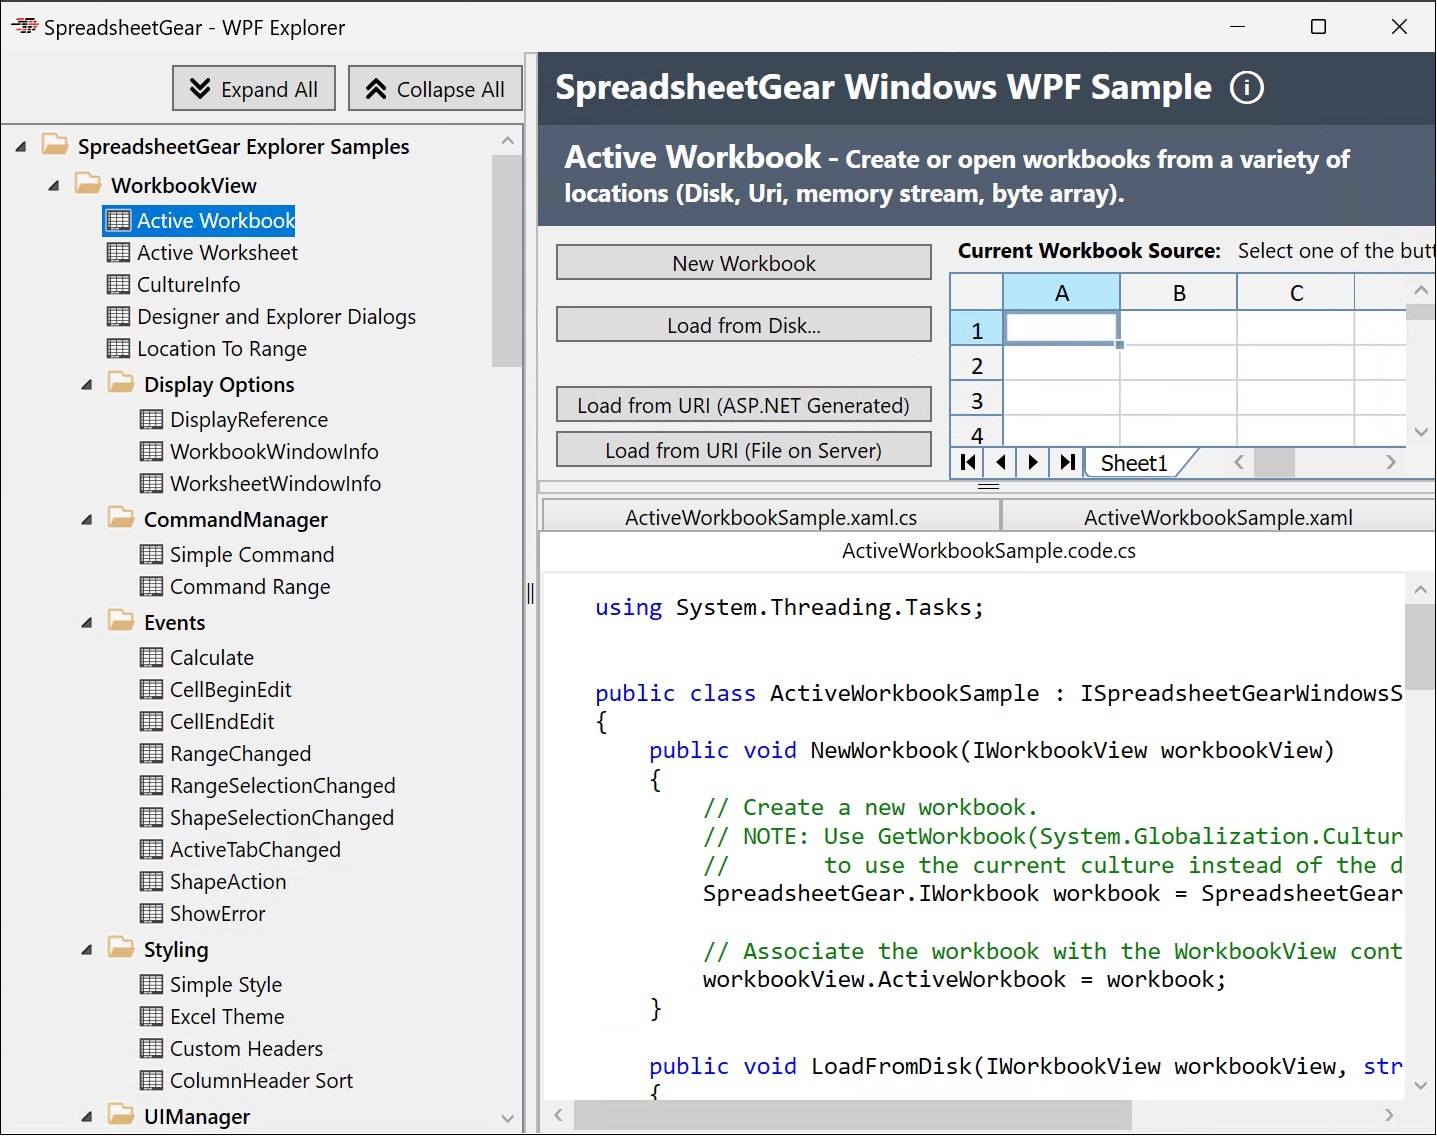 SpreadsheetGear - WPF Explorer
Expand All
Collapse All
SpreadsheetGear Explorer Samples
WorkbookView
Active Workbook
Active Worksheet
CultureInfo
Designer and Explorer Dialogs
Location To Range
Display Options
DisplayReference
WorkbookWindowInfo
WorksheetWindowInfo
CommandManager
Simple Command
Command Range
Events
Calculate
CellBeginEdit
CellEndEdit
RangeChanged
RangeSelectionChanged
ShapeSelectionChanged
ActiveTabChanged
ShapeAction
ShowError
Styling
Simple Style
Excel Theme
Custom Headers
ColumnHeader Sort
UIManager
SpreadsheetGear Windows WPF Sample
Active Workbook - Create or open workbooks from a variety of
locations (Disk, Uri, memory stream, byte array).
New Workbook
Load from Disk...
Load from URI (ASP.NET Generated)
Load from URI (File on Server)
Current Workbook Source: Select one of the butt
A B C
1
2
3
4
Sheet1
ActiveWorkbookSample.xaml.cs
ActiveWorkbookSample.xaml
ActiveWorkbookSample.code.cs
using System.Threading.Tasks;
public class ActiveWorkbookSample : ISpreadsheetGearWindowsS
{
public void NewWorkbook(IWorkbookView workbookView)
{
// Create a new workbook.
// NOTE: Use GetWorkbook(System.Globalization.Cultur
// to use the current culture instead of the d
SpreadsheetGear.IWorkbook workbook = SpreadsheetGear
// Associate the workbook with the WorkbookView cont
workbookView.ActiveWorkbook = workbook;
}
public void LoadFromDisk(IWorkbookView workbookView, str
{